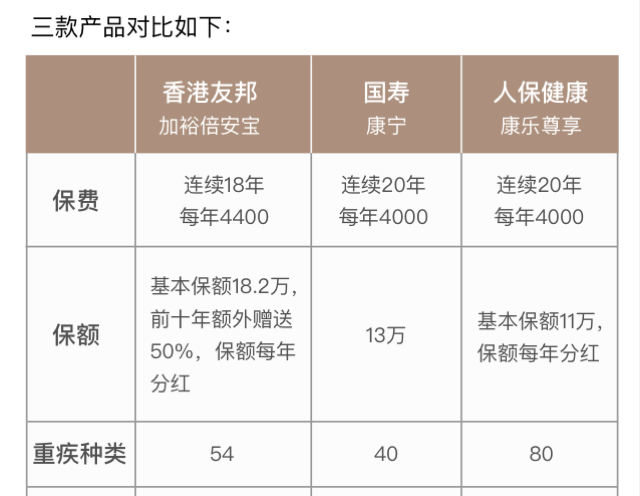 三款产品对比如下：
香港友邦 国寿 人保健康
加裕倍安宝 康宁 康乐尊享
保费 连续18年 连续20年 连续20年
每年4400 每年4000 每年4000
保额 基本保额18.2万，
前十年额外赠送
50%，保额每年
分红
13万
基本保额11万，
保额每年分红
重疾种类 54 40 80